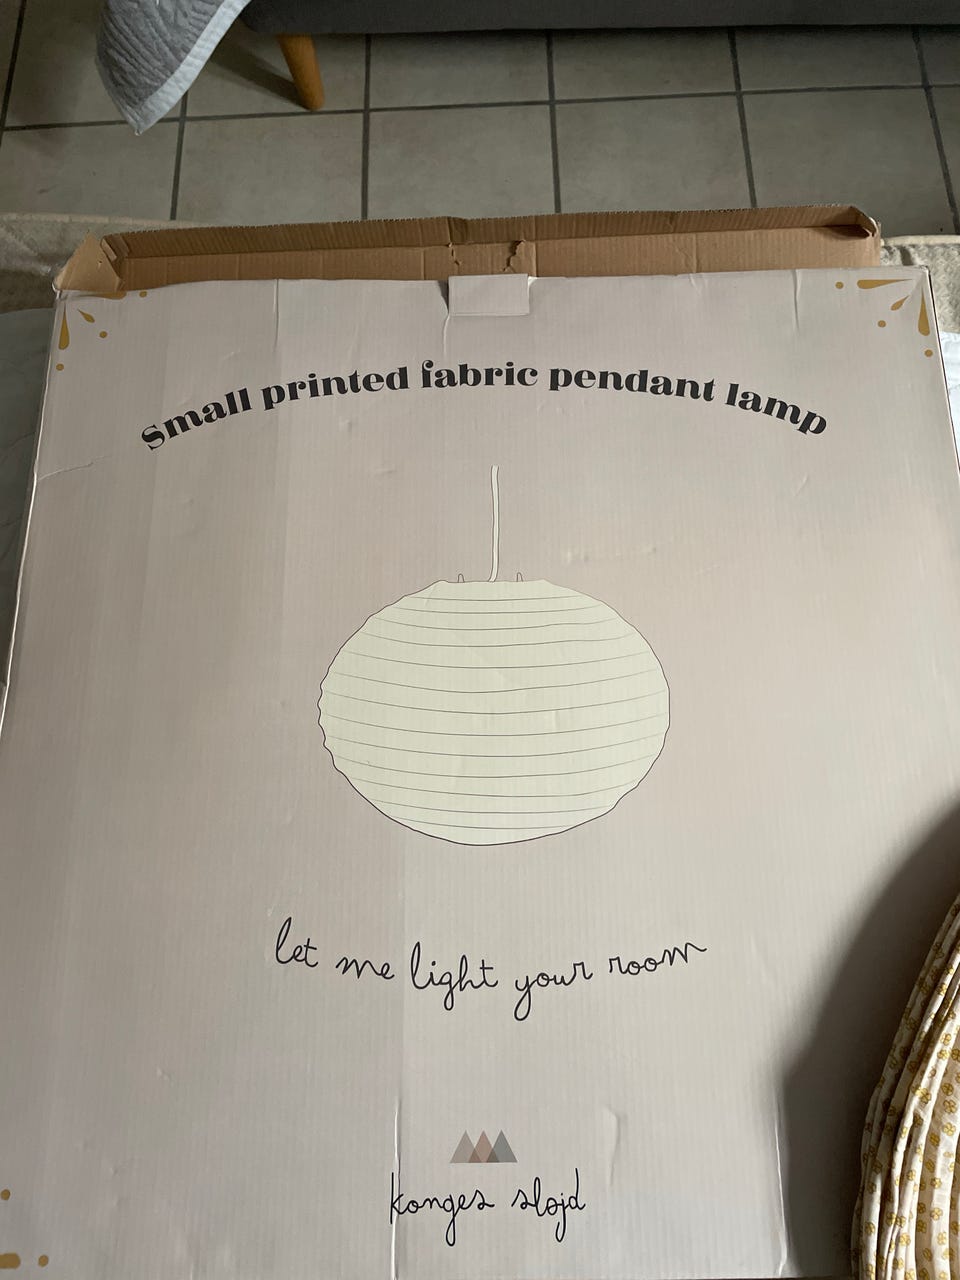 Small printed fabric pendant lamp
let me light your room
konges sløjd